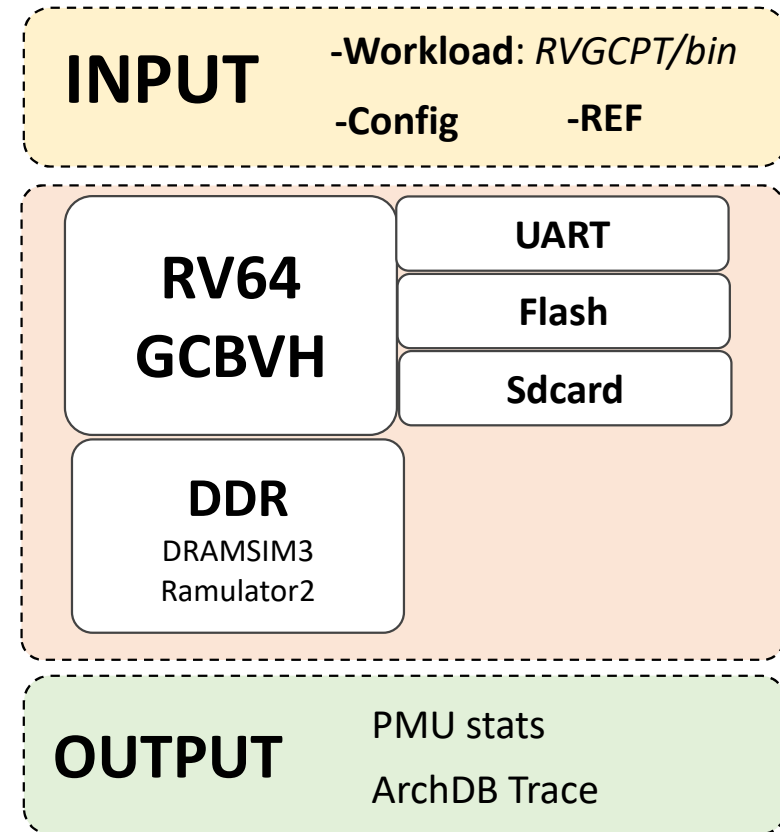 INPUT
-Workload: RVGCPT/bin
-Config -REF
RV64
GCBVH
UART
Flash
Sdcard
DDR
DRAMSIM3
Ramulator2
OUTPUT
PMU stats
ArchDB Trace